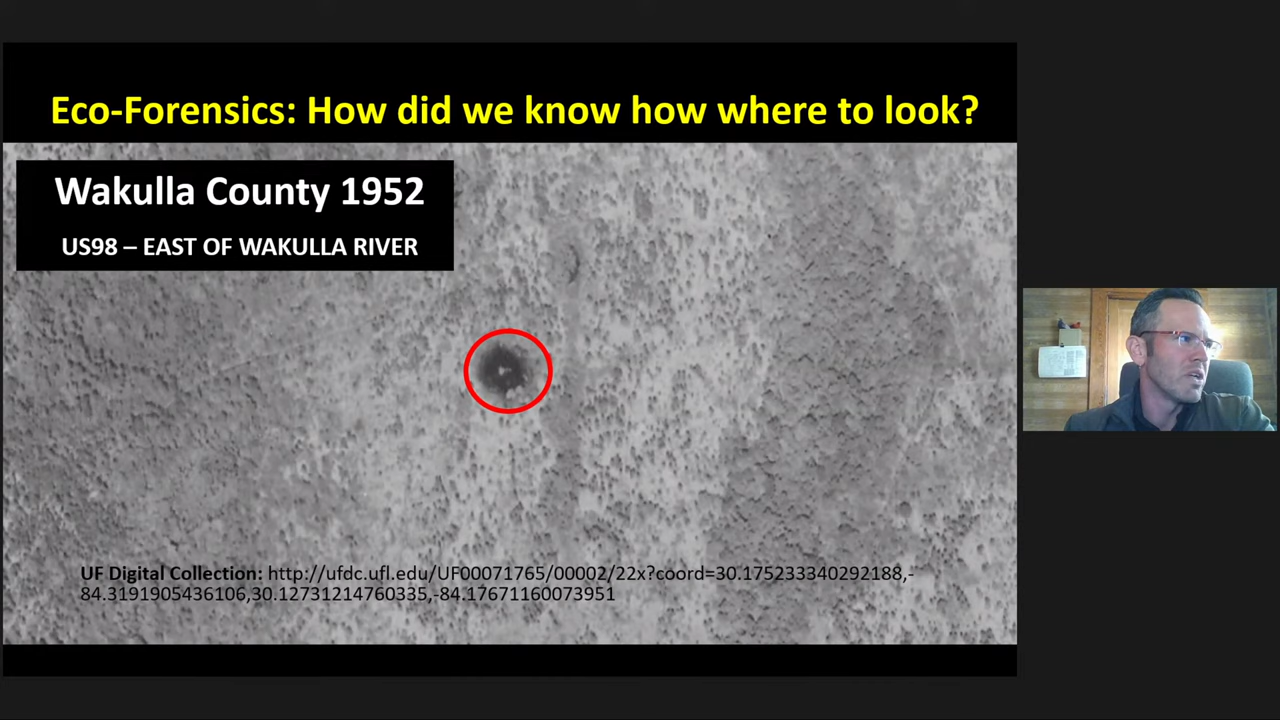 Eco-Forensics: How did we know how where to look?
Wakulla County 1952
US98 – EAST OF WAKULLA RIVER
UF Digital Collection: http://ufdc.ufl.edu/UF00071765/00002/22x?coord=30.175233340292188,-
84.3191905436106,30.12731214760335,-84.17671160073951